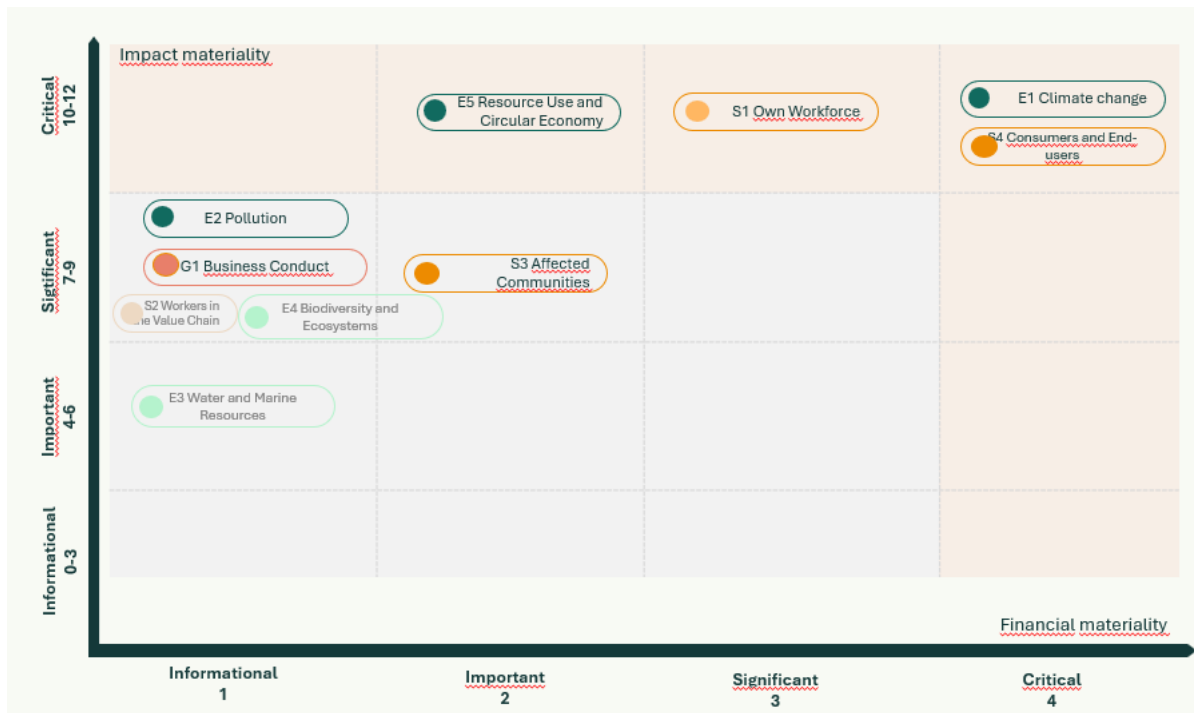 Impact materiality
Critical
10-12
E5 Resource Use and
Circular Economy
S1 Own Workforce
E1 Climate change
S4 Consumers and End-
users
Sigtificant
7-9
E2 Pollution
G1 Business Conduct
S3 Affected
Communities
S2 Workers in
the Value Chain
E4 Biodiversity and
Ecosystems
Important
4-6
E3 Water and Marine
Resources
Informational
0-3
Financial materiality
Informational
1
Important
2
Significant
3
Critical
4